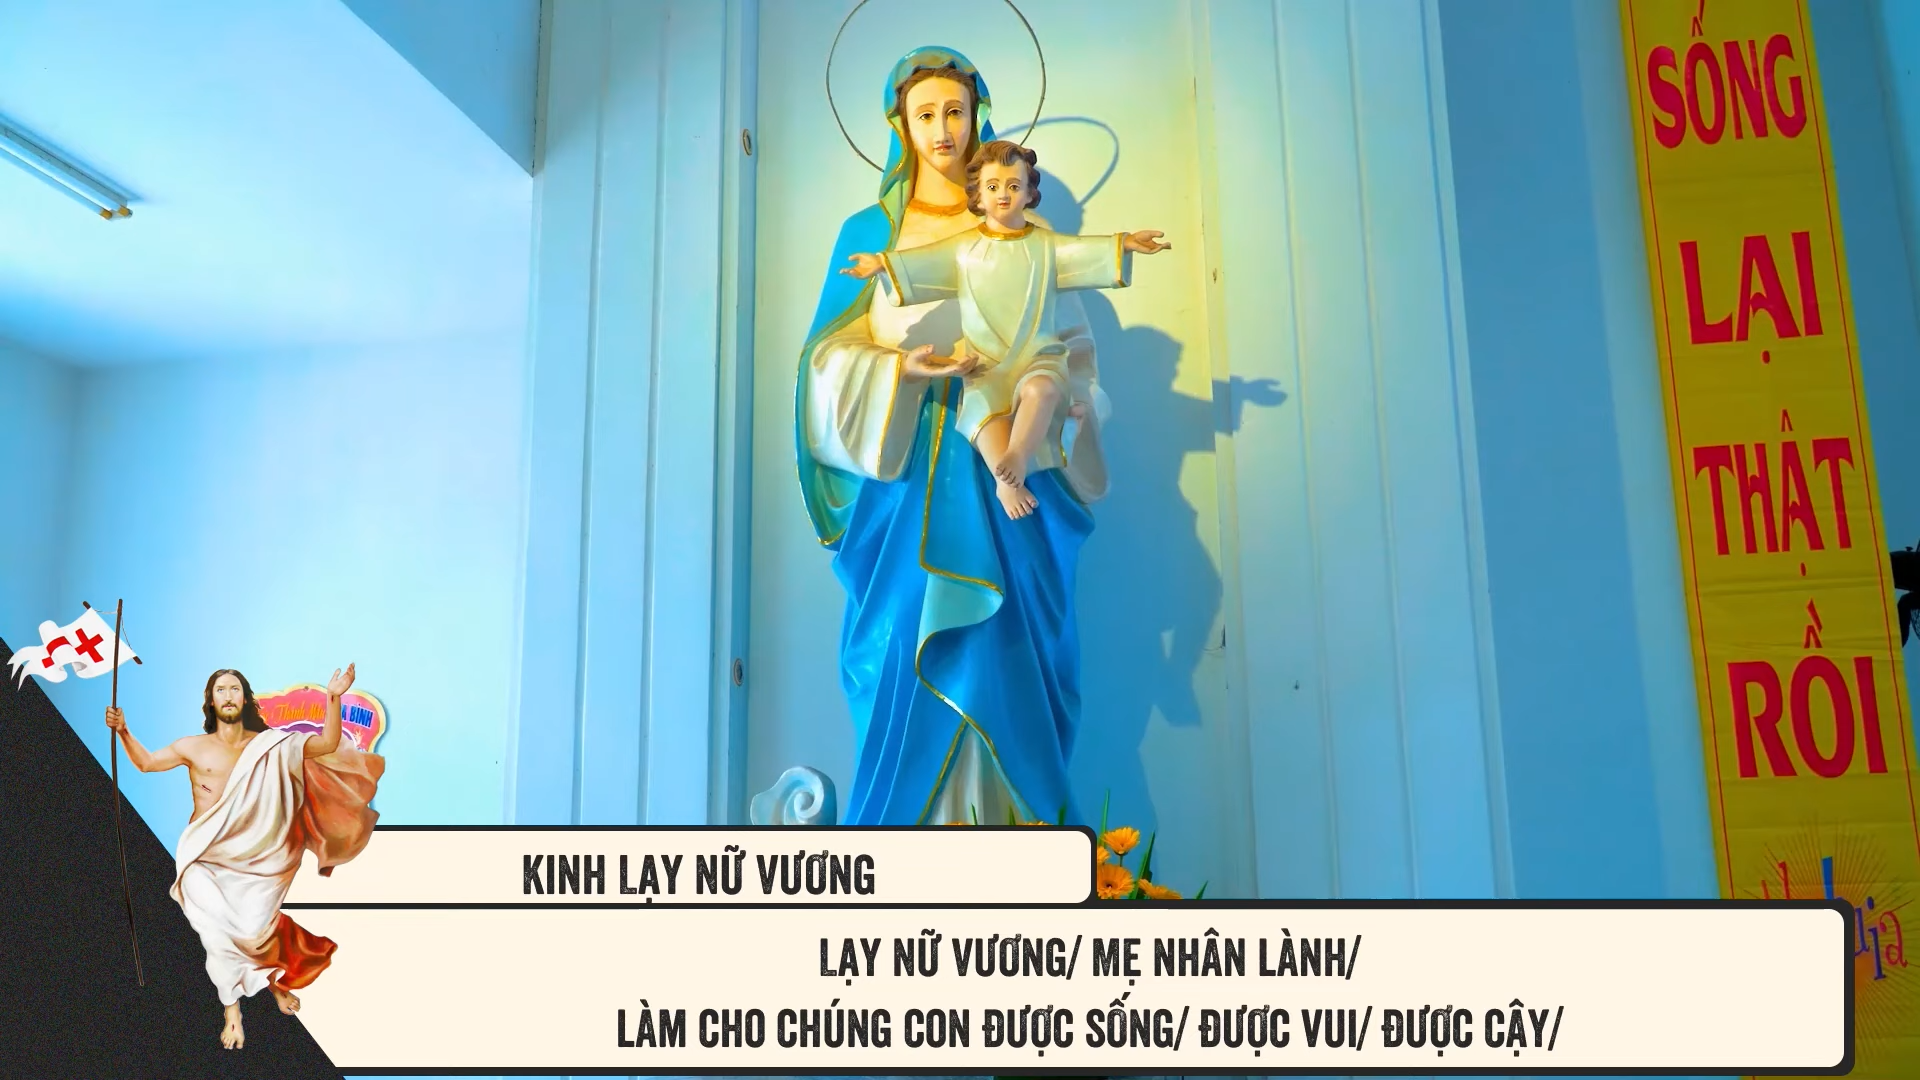 SỐNG
LẠI
THẬT
RỒI
KINH LẠY NỮ VƯƠNG
LẠY NỮ VƯƠNG/ MẸ NHÂN LÀNH/
LÀM CHO CHÚNG CON ĐƯỢC SỐNG/ ĐƯỢC VUI/ ĐƯỢC CẬY/